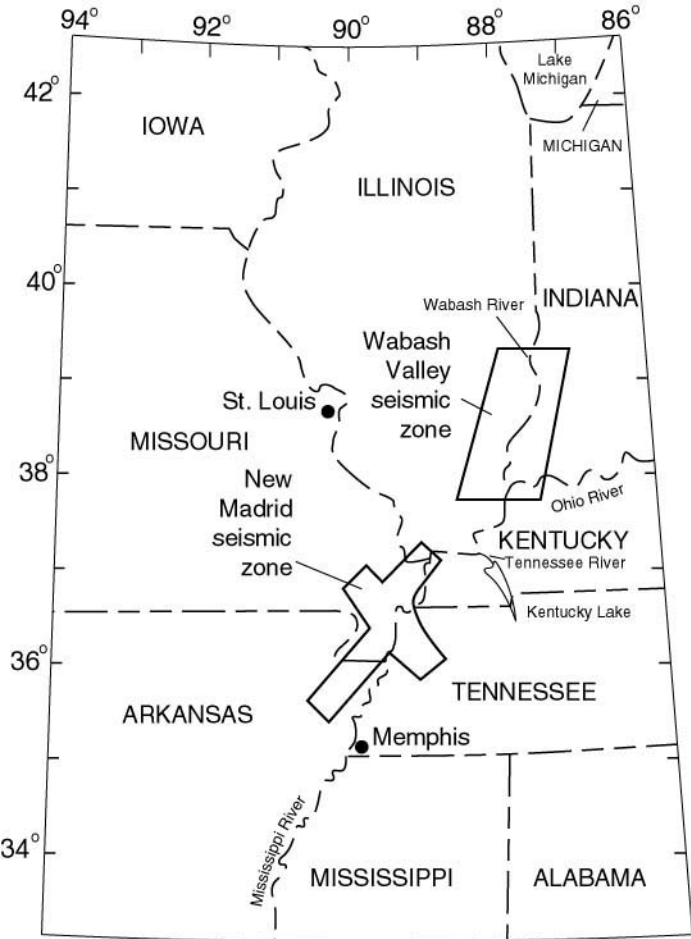 94°
92°
90°
88°
86°
42°
Lake
Michigan
IOWA
MICHIGAN
ILLINOIS
40°
INDIANA
Wabash River
Wabash
Valley
seismic
zone
St. Louis
MISSOURI
38°
New
Madrid
seismic
zone
Ohio River
KENTUCKY
Tennessee River
Kentucky Lake
36°
TENNESSEE
ARKANSAS
Memphis
34°
Mississippi River
MISSISSIPPI
ALABAMA